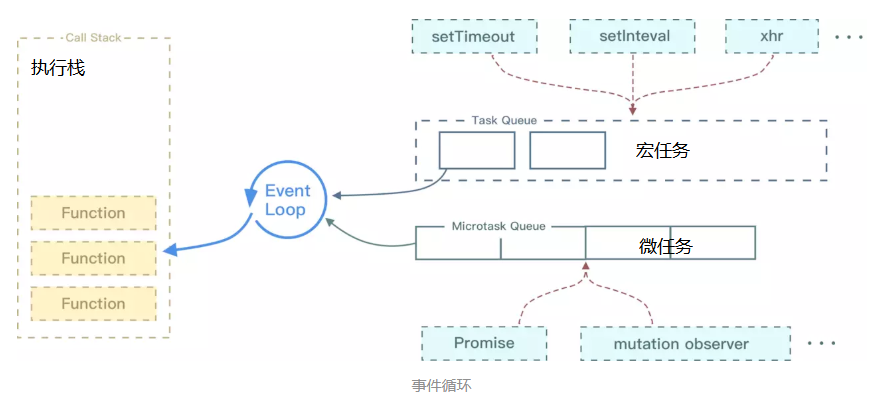 Call Stack
执行栈
Function
Function
Function
Event
Loop
setTimeout
setInteval
xhr
...
Task Queue
宏任务
Microtask Queue
微任务
Promise
mutation observer
...
事件循环